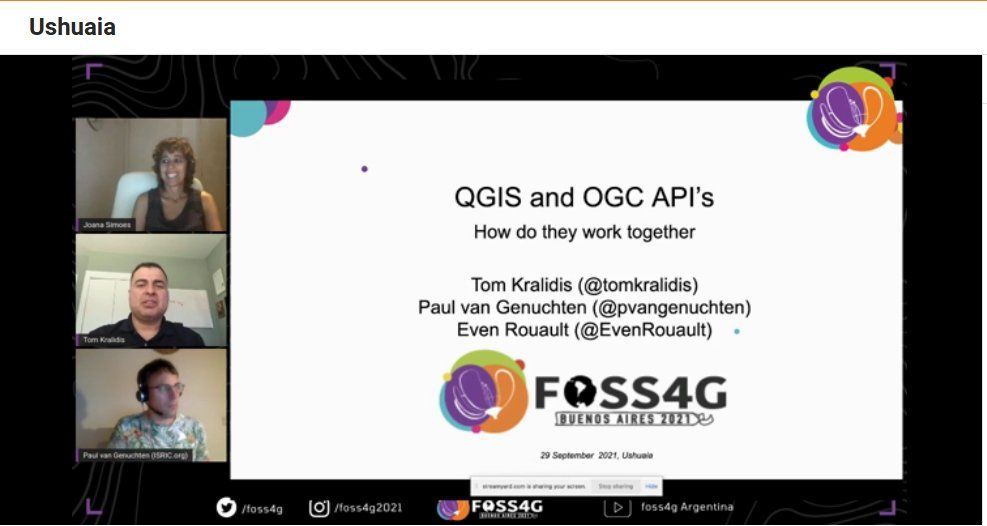 Ushuaia
Joana Simoes
Tom Kralidis
Paul van Genuchten (ISRIC.org)
QGIS and OGC API's
How do they work together
Tom Kralidis (@tomkralidis)
Paul van Genuchten (@pvangenuchten)
Even Rouault (@EvenRouault)
FOSS4G
BUENOS AIRES 2021
29 September 2021, Ushuaia
streamyard.com is sharing your screen.
Stop sharing
Hide
/foss4g
/foss4g2021
FOSS4G
BUENOS AIRES 2021
foss4g Argentina